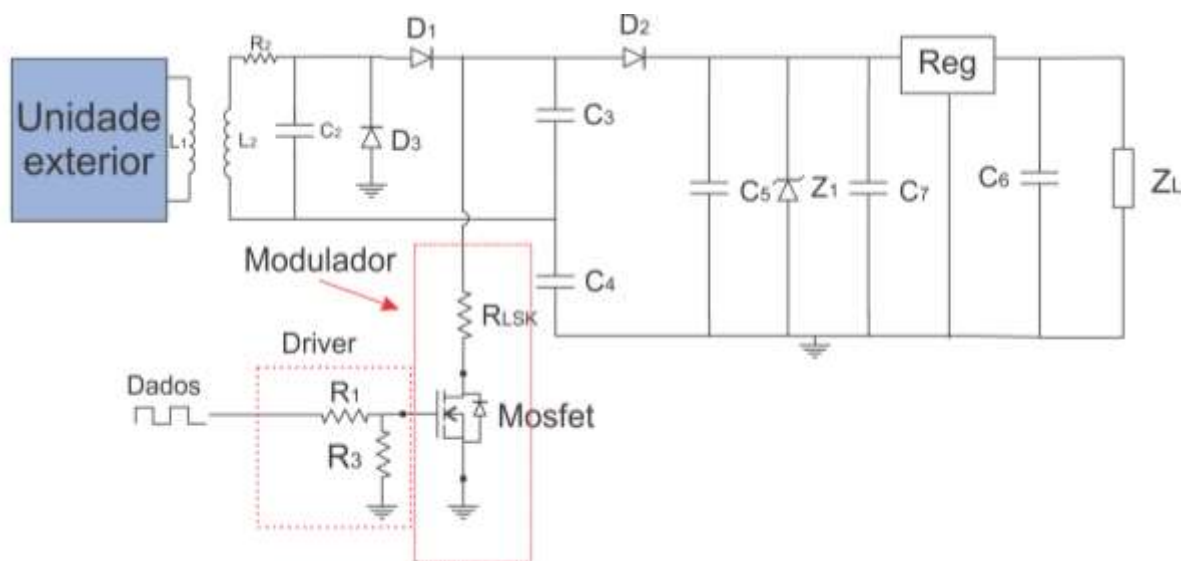 D1
D2
R2
Reg
Unidade
exterior
L1
L2
C2
D3
C3
C5
Z1
C7
C6
ZL
Modulador
C4
RLSK
Driver
Dados
R1
Mosfet
R3